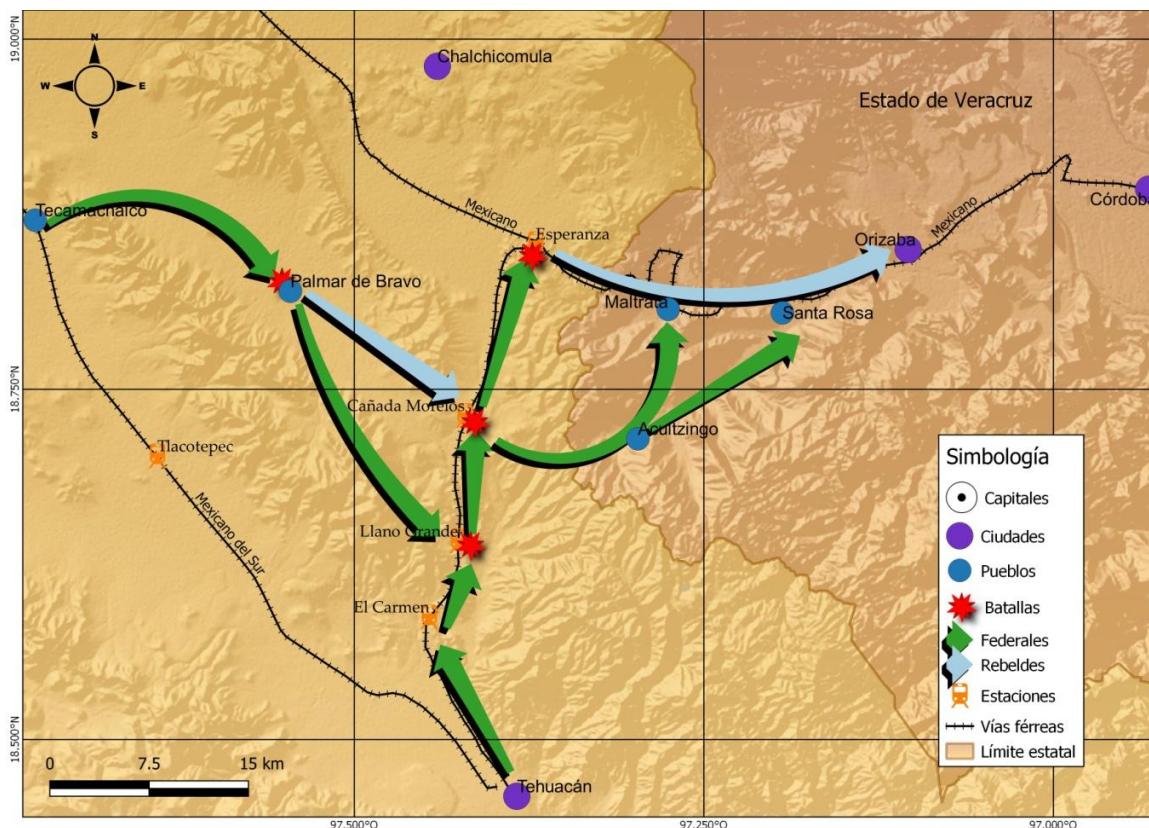 19.000°N
N
W
E
S
Chalchicomula
Estado de Veracruz
Tecamachalco
Mexicano
Esperanza
Córdoba
Orizaba
Mexicano
Palmar de Bravo
Maltrata
Santa Rosa
18.750°N
Cañada Morelos
Tlacotepec
Acultzingo
Mexicano del Sur
Llano Grande
El Carmen
18.500°N
0
7.5
15 km
Tehuacán
97.500°O
97.250°O
97.000°O
Simbología
Capitales
Ciudades
Pueblos
Batallas
Federales
Rebeldes
Estaciones
Vías férreas
Límite estatal